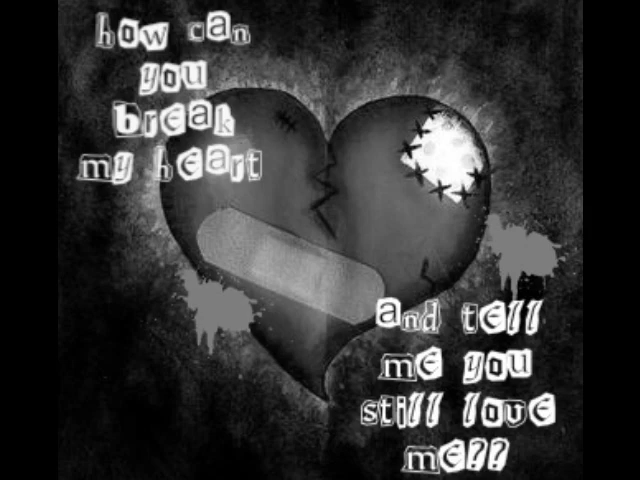 how can
you
break
my heart
and tell
me you
still love
me??